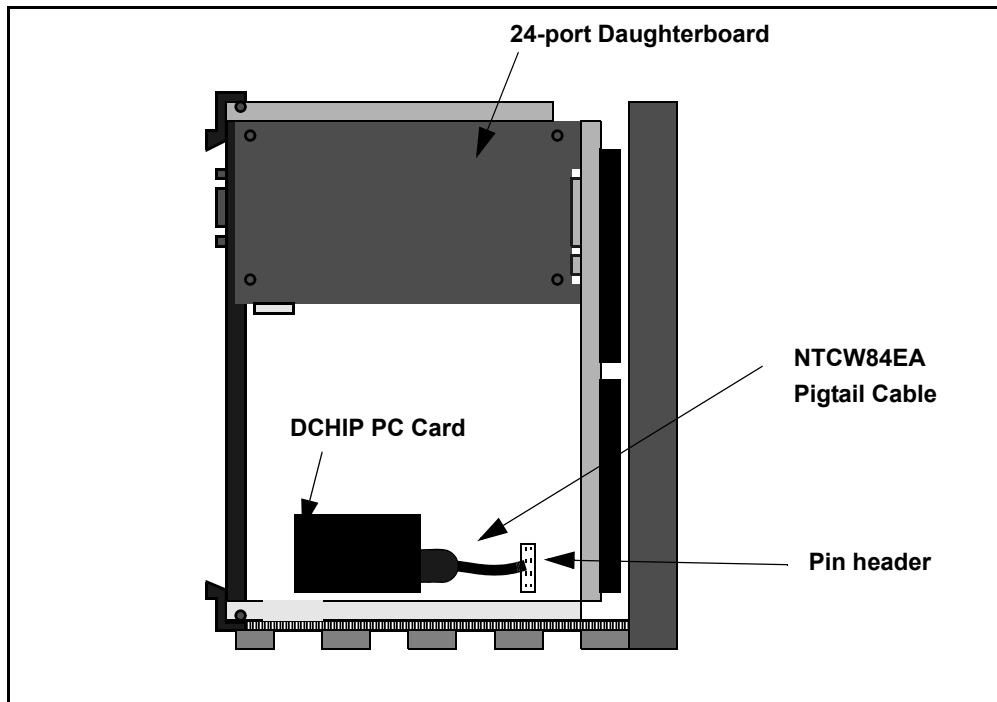 24-port Daughterboard
NTCW84EA
Pigtail Cable
DCHIP PC Card
Pin header